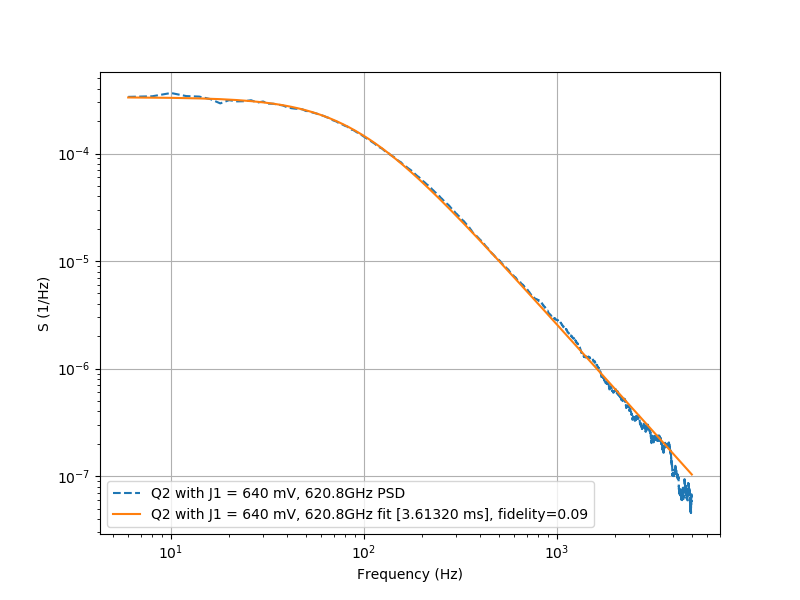 S (1/Hz)
10⁻⁴
10⁻⁵
10⁻⁶
10⁻⁷
Q2 with J1 = 640 mV, 620.8GHz PSD
Q2 with J1 = 640 mV, 620.8GHz fit [3.61320 ms], fidelity=0.09
10¹ 10² 10³
Frequency (Hz)